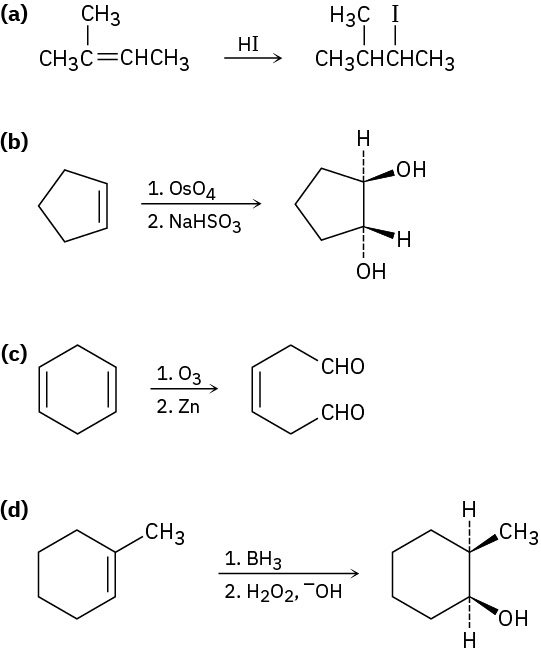 (a)
CH₃
CH₃C=CHCH₃
HI
H₃C I
CH₃CHCHCH₃
(b)
1. OsO₄
2. NaHSO₃
H
OH
H
OH
(c)
1. O₃
2. Zn
CHO
CHO
(d)
CH₃
1. BH₃
2. H₂O₂, ⁻OH
H
CH₃
OH
H